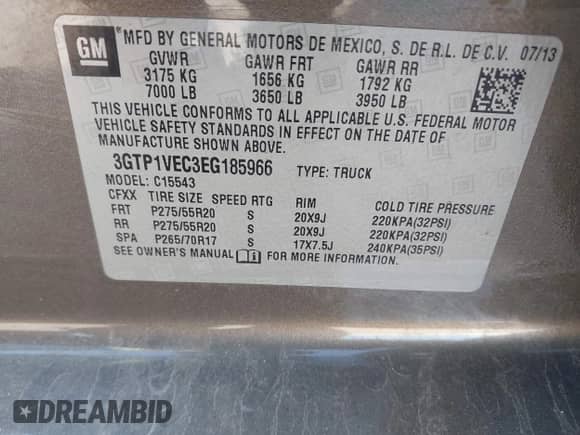 GM
MFD BY GENERAL MOTORS DE MEXICO, S. DE R.L. DE C.V. 07/13
GVWR GAWR FRT GAWR RR
3175 KG 1656 KG 1792 KG
7000 LB 3650 LB 3950 LB
THIS VEHICLE CONFORMS TO ALL APPLICABLE U.S. FEDERAL MOTOR
VEHICLE SAFETY STANDARDS IN EFFECT ON THE DATE OF
MANUFACTURE SHOWN ABOVE.
3GTP1VEC3EG185966 TYPE: TRUCK
MODEL: C15543
CFXX TIRE SIZE SPEED RTG RIM COLD TIRE PRESSURE
FRT P275/55R20 S 20X9J 220KPA(32PSI)
RR P275/55R20 S 20X9J 220KPA(32PSI)
SPA P265/70R17 S 17X7.5J 240KPA(35PSI)
SEE OWNER'S MANUAL FOR MORE INFORMATION.
DREAMBID